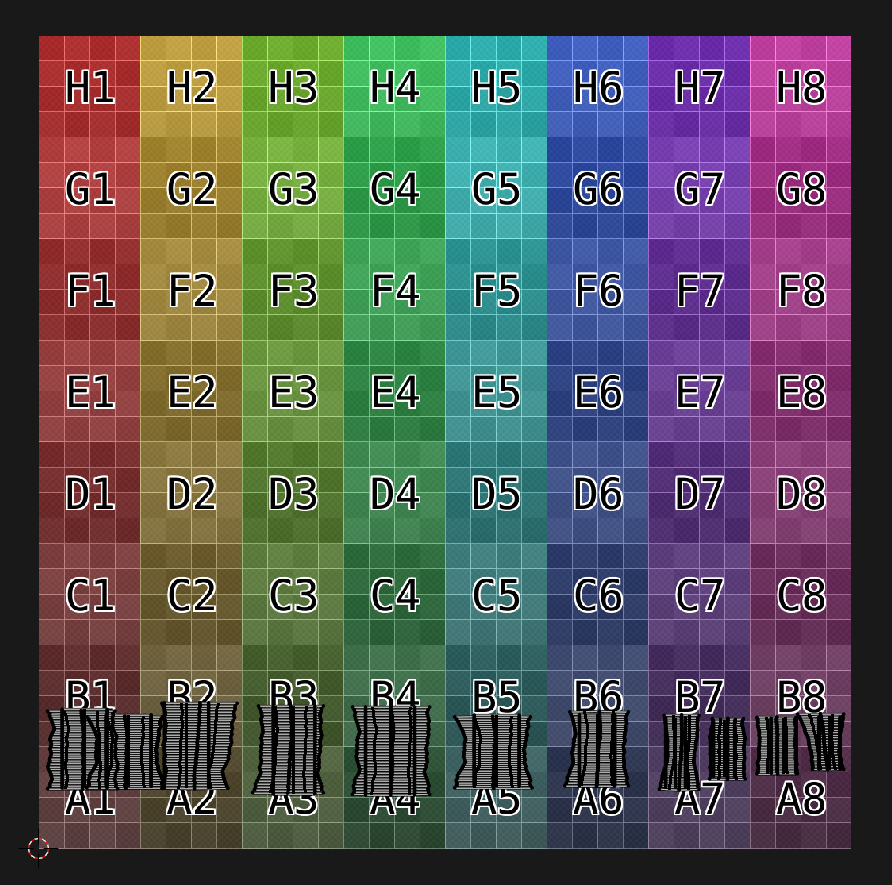 H1 H2 H3 H4 H5 H6 H7 H8
G1 G2 G3 G4 G5 G6 G7 G8
F1 F2 F3 F4 F5 F6 F7 F8
E1 E2 E3 E4 E5 E6 E7 E8
D1 D2 D3 D4 D5 D6 D7 D8
C1 C2 C3 C4 C5 C6 C7 C8
B1 B2 B3 B4 B5 B6 B7 B8
A1 A2 A3 A4 A5 A6 A7 A8